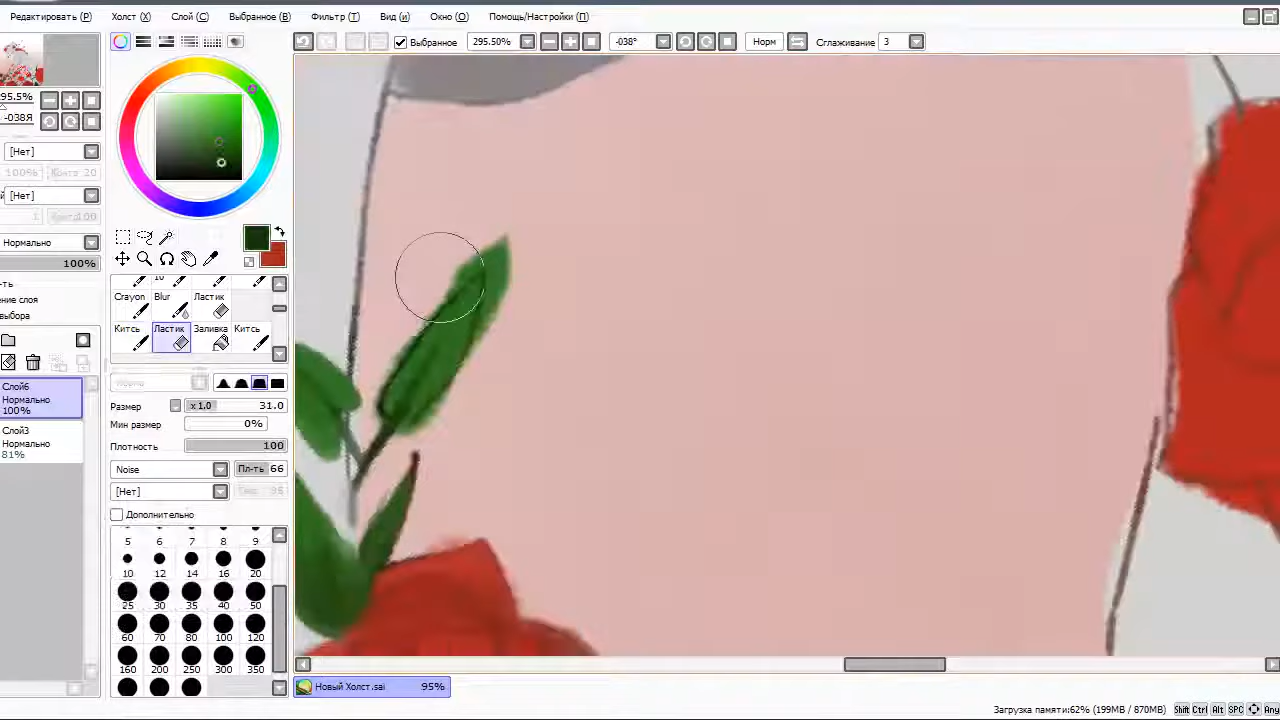 Редактировать (P) Холст (X) Слой (C) Выбранное (B) Фильтр (T) Вид (и) Окно (O) Помощь/Настройки (П)
Выбранное 295.50% -038° Норм Сглаживание 3
95.5%
-038Я
[Нет]
100%
[Нет]
Нормально
100%
Слой6
Нормально
100%
Слой3
Нормально
81%
Crayon Blur Ластик
Китсь Ластик Заливка Китсь
Размер x 1.0 31.0
Мин размер 0%
Плотность 100
Noise Пл-ть 66
[Нет]
Дополнительно
5 6 7 8 9
10 12 14 16 20
25 30 35 40 50
60 70 80 100 120
160 200 250 300 350
Новый Холст.sai 95%
Загрузка памяти:62% (199MB / 870MB) Shift Ctrl Alt SPC Any